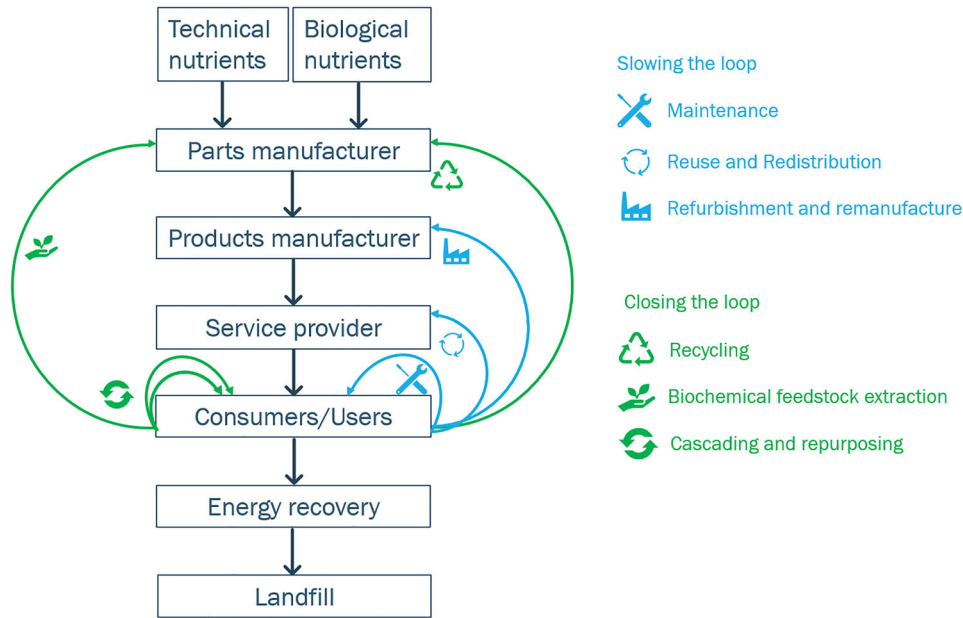 Technical
nutrients
Biological
nutrients
Parts manufacturer
Products manufacturer
Service provider
Consumers/Users
Energy recovery
Landfill
Slowing the loop
Maintenance
Reuse and Redistribution
Refurbishment and remanufacture
Closing the loop
Recycling
Biochemical feedstock extraction
Cascading and repurposing